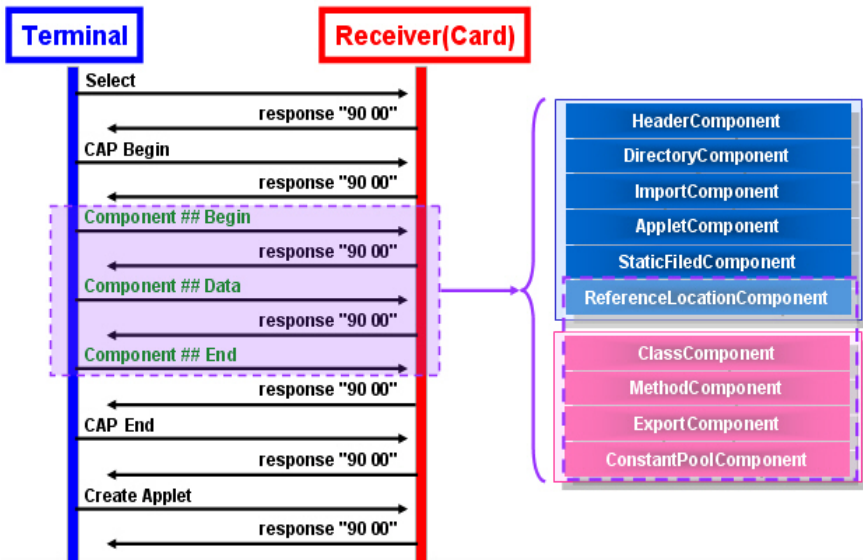 Terminal
Receiver(Card)
Select
response "90 00"
CAP Begin
response "90 00"
Component ## Begin
response "90 00"
Component ## Data
response "90 00"
Component ## End
response "90 00"
CAP End
response "90 00"
Create Applet
response "90 00"
HeaderComponent
DirectoryComponent
ImportComponent
AppletComponent
StaticFiledComponent
ReferenceLocationComponent
ClassComponent
MethodComponent
ExportComponent
ConstantPoolComponent